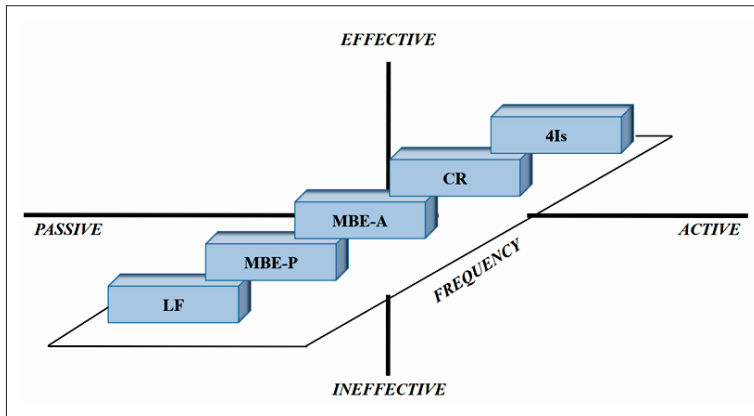 EFFECTIVE
4Is
CR
MBE-A
PASSIVE
ACTIVE
MBE-P
FREQUENCY
LF
INEFFECTIVE